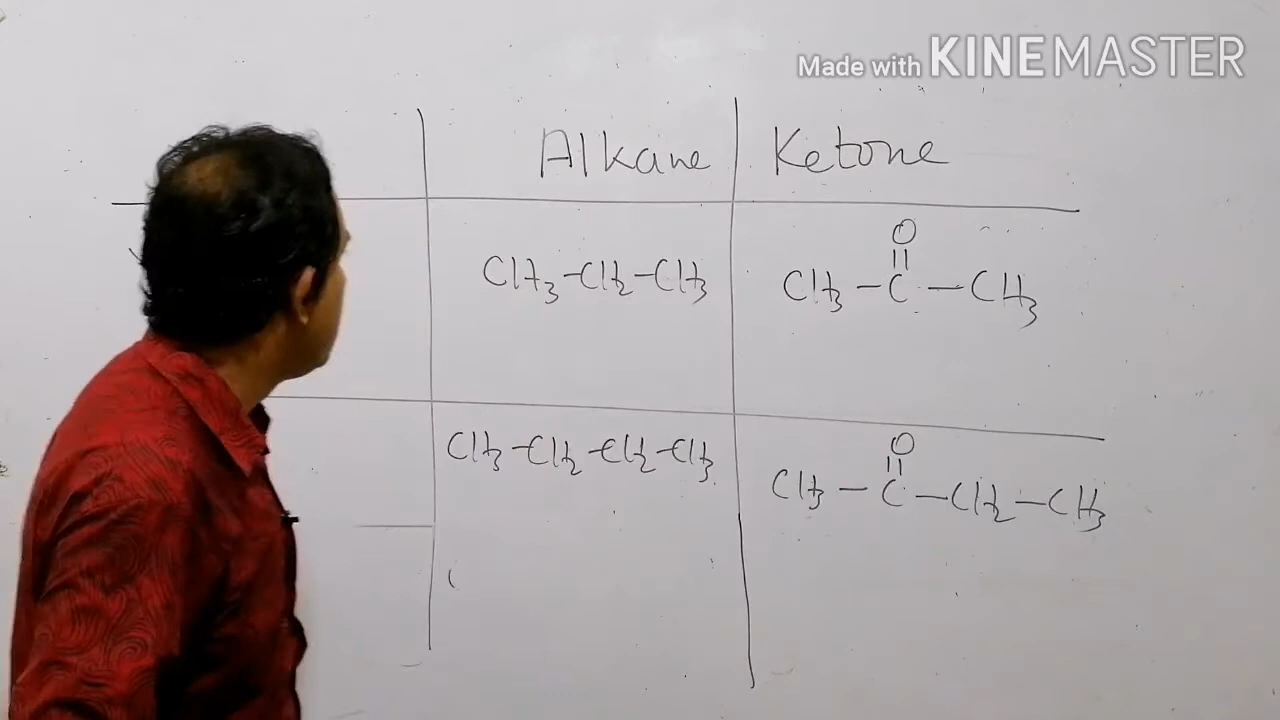 Made with KINEMASTER
Alkane Ketone
O
||
CH3-CH2-CH3 CH3-C-CH3
O
||
CH3-CH2-CH2-CH3 CH3-C-CH2-CH3